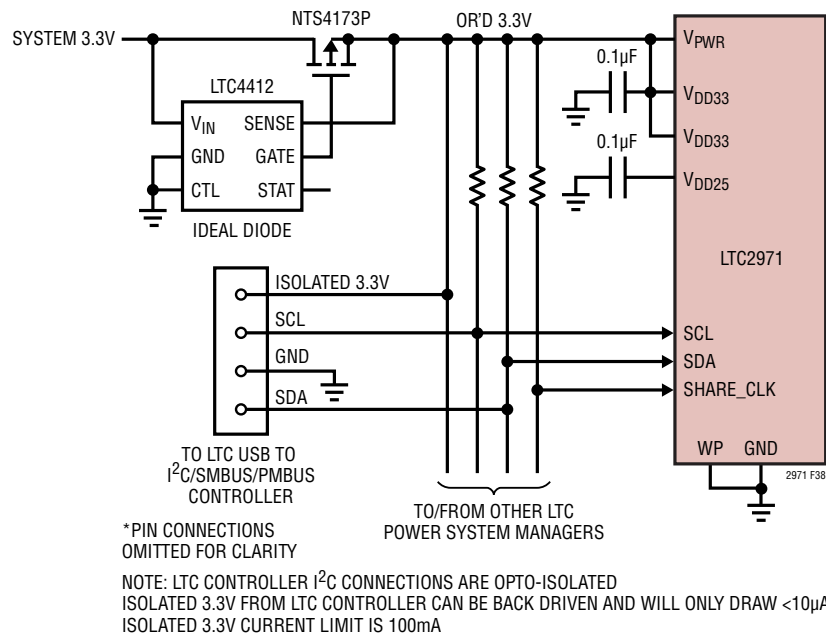 NTS4173P
SYSTEM 3.3V
OR'D 3.3V
LTC4412
VIN
SENSE
GND
GATE
CTL
STAT
IDEAL DIODE
0.1µF
0.1µF
VPWR
VDD33
VDD33
VDD25
LTC2971
SCL
SDA
SHARE_CLK
WP
GND
2971 F38
ISOLATED 3.3V
SCL
GND
SDA
TO LTC USB TO
I2C/SMBUS/PMBUS
CONTROLLER
TO/FROM OTHER LTC
POWER SYSTEM MANAGERS
*PIN CONNECTIONS
OMITTED FOR CLARITY
NOTE: LTC CONTROLLER I2C CONNECTIONS ARE OPTO-ISOLATED
ISOLATED 3.3V FROM LTC CONTROLLER CAN BE BACK DRIVEN AND WILL ONLY DRAW <10µA
ISOLATED 3.3V CURRENT LIMIT IS 100mA